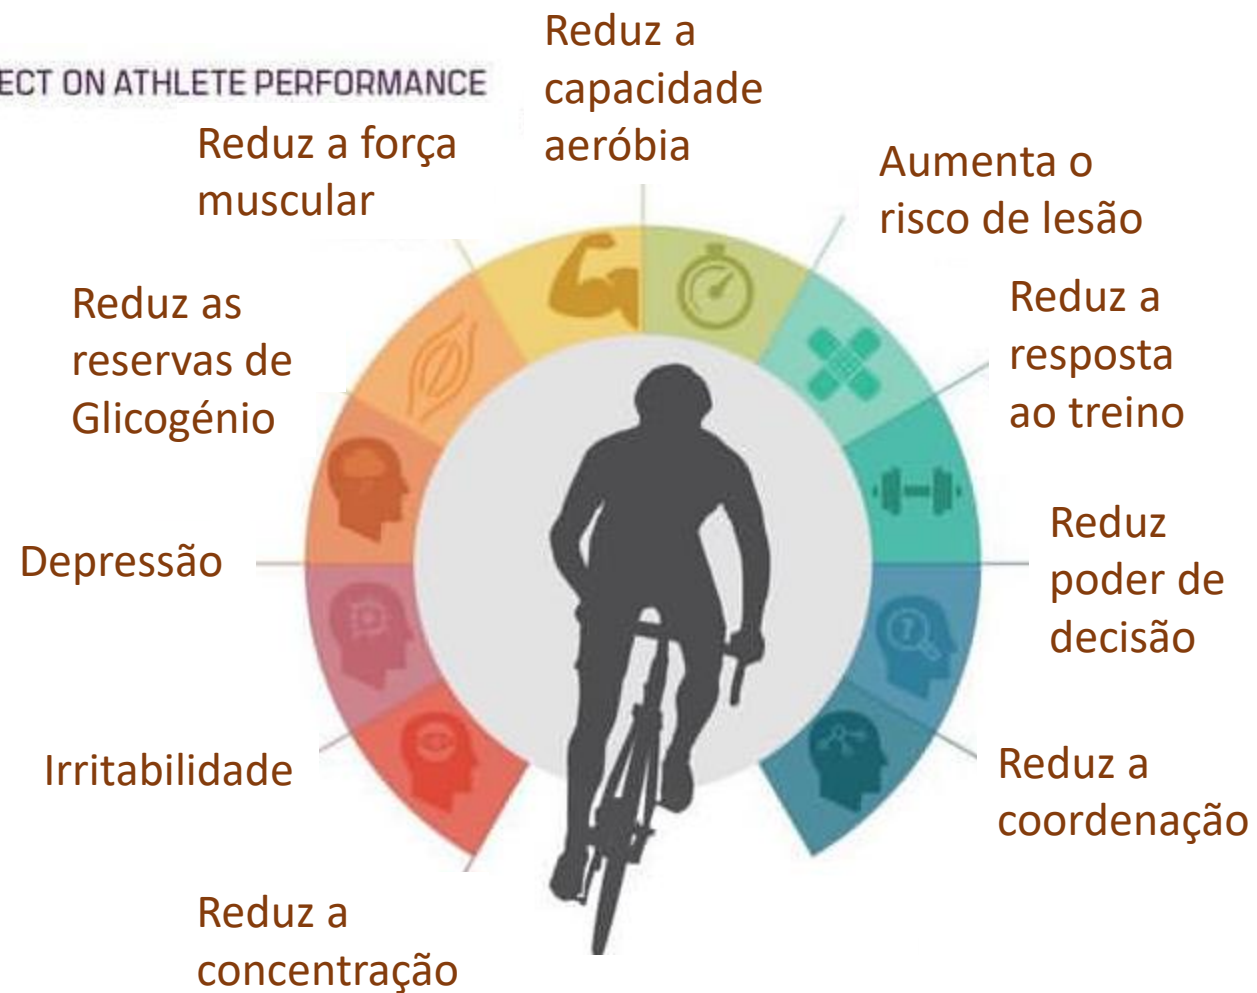 ECT ON ATHLETE PERFORMANCE
Reduz a
capacidade
aeróbia
Reduz a força
muscular
Aumenta o
risco de lesão
Reduz as
reservas de
Glicogénio
Reduz a
resposta
ao treino
Depressão
Reduz
poder de
decisão
Irritabilidade
Reduz a
coordenação
Reduz a
concentração